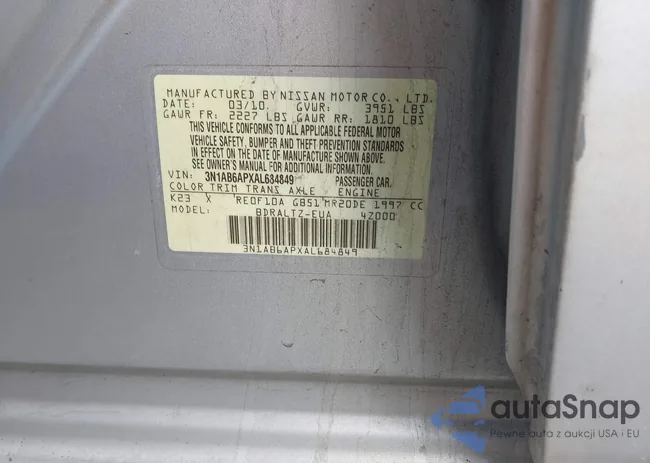 MANUFACTURED BY NISSAN MOTOR CO., LTD.
DATE: 03/10 GVWR: 3951 LBS
GAWR FR: 2227 LBS GAWR RR: 1810 LBS
THIS VEHICLE CONFORMS TO ALL APPLICABLE FEDERAL MOTOR
VEHICLE SAFETY, BUMPER AND THEFT PREVENTION STANDARDS
IN EFFECT ON THE DATE OF MANUFACTURE SHOWN ABOVE.
SEE OWNER'S MANUAL FOR ADDITIONAL INFORMATION
VIN: 3N1AB6APXAL684849 PASSENGER CAR.
COLOR TRIM TRANS AXLE ENGINE
K23 X RE0F10A GB51 MR20DE 1997 CC
MODEL: BDRALTZ-EUA 4Z000
3N1AB6APXAL684849
autoSnap
Pewne auta z aukcji USA i EU